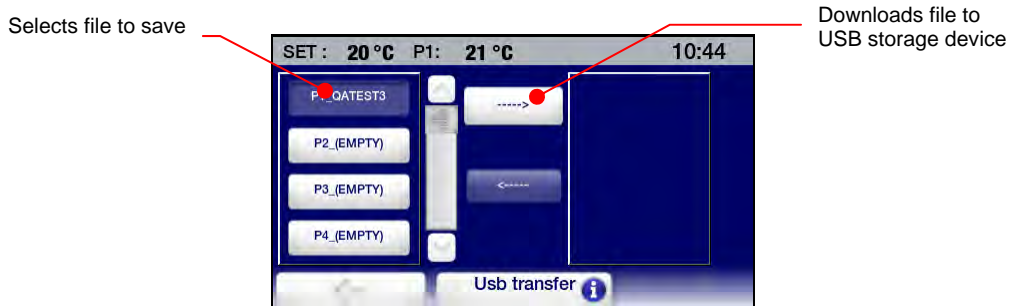 Selects file to save
Downloads file to
USB storage device
SET : 20 °C P1: 21 °C 10:44
P1_QATEST3
----->
P2_(EMPTY)
P3_(EMPTY)
<-----
P4_(EMPTY)
<--
Usb transfer i